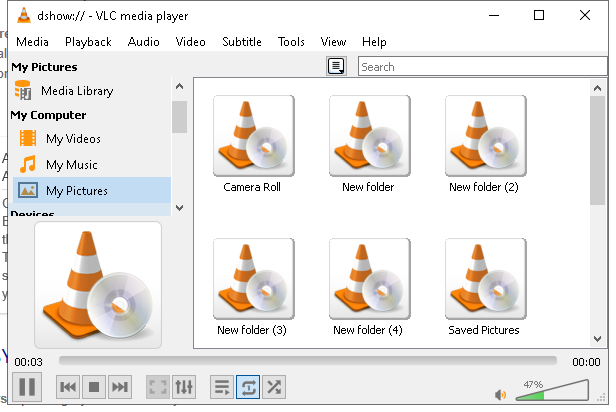 dshow:// - VLC media player
Media Playback Audio Video Subtitle Tools View Help
My Pictures
Search
Media Library
My Computer
My Videos
My Music
My Pictures
Devices
Camera Roll
New folder
New folder (2)
New folder (3)
New folder (4)
Saved Pictures
00:03
00:00
47%